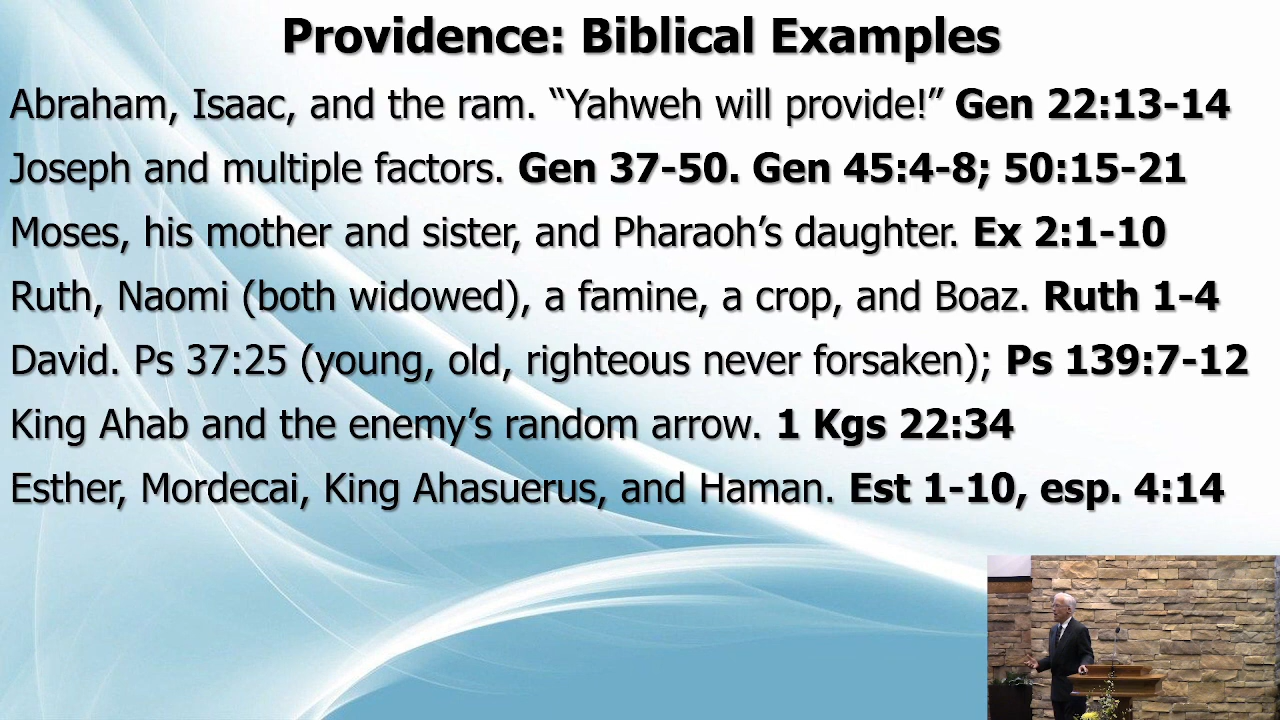 Providence: Biblical Examples
Abraham, Isaac, and the ram. “Yahweh will provide!” Gen 22:13-14
Joseph and multiple factors. Gen 37-50. Gen 45:4-8; 50:15-21
Moses, his mother and sister, and Pharaoh’s daughter. Ex 2:1-10
Ruth, Naomi (both widowed), a famine, a crop, and Boaz. Ruth 1-4
David. Ps 37:25 (young, old, righteous never forsaken); Ps 139:7-12
King Ahab and the enemy’s random arrow. 1 Kgs 22:34
Esther, Mordecai, King Ahasuerus, and Haman. Est 1-10, esp. 4:14